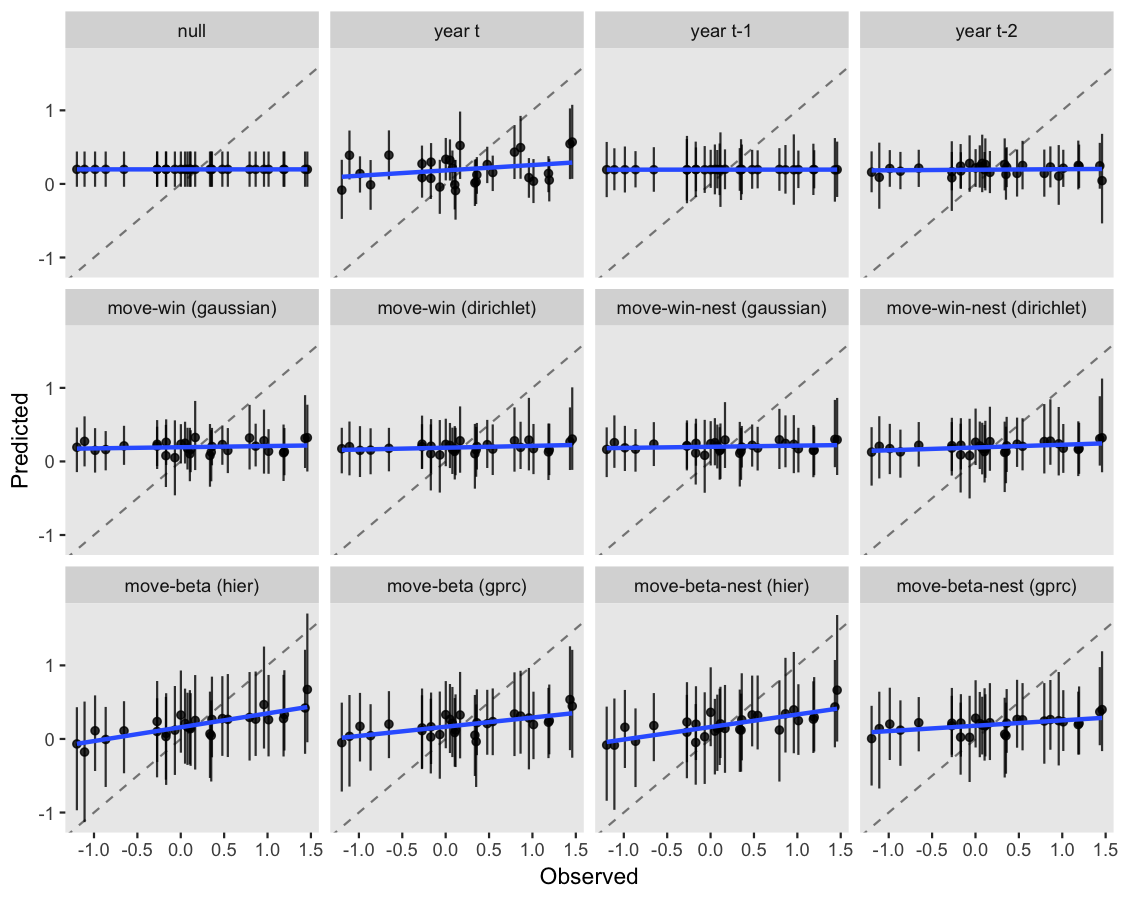 null year t year t-1 year t-2
1
0
-1
move-win (gaussian) move-win (dirichlet) move-win-nest (gaussian) move-win-nest (dirichlet)
1
0
-1
Predicted
move-beta (hier) move-beta (gprc) move-beta-nest (hier) move-beta-nest (gprc)
1
0
-1
-1.0 -0.5 0.0 0.5 1.0 1.5 -1.0 -0.5 0.0 0.5 1.0 1.5 -1.0 -0.5 0.0 0.5 1.0 1.5 -1.0 -0.5 0.0 0.5 1.0 1.5
Observed